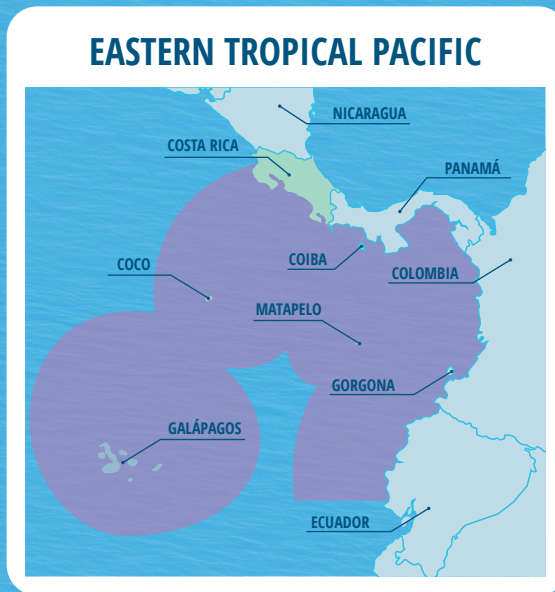 EASTERN TROPICAL PACIFIC
NICARAGUA
COSTA RICA
PANAMÁ
COIBA
COCO
COLOMBIA
MATAPELO
GORGONA
GALÁPAGOS
ECUADOR